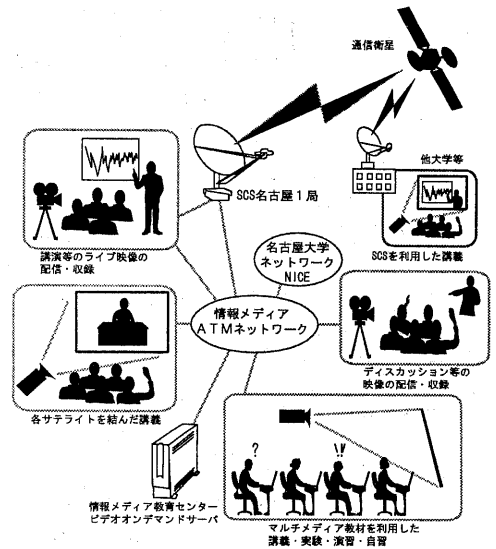 通信衛星
他大学等
SCS名古屋1局
SCSを利用した講義
講演等のライブ映像の
配信・収録
名古屋大学
ネットワーク
NICE
情報メディア
ATMネットワーク
ディスカッション等の
映像の配信・収録
各サテライトを結んだ講義
?
!!
情報メディア教育センター
ビデオオンデマンドサーバ
マルチメディア教材を利用した
講義・実験・演習・自習